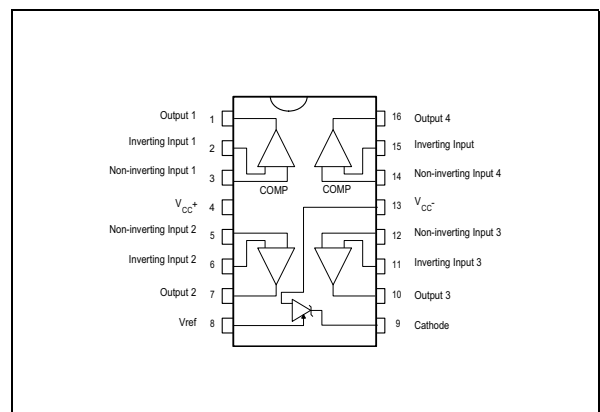 Output 1 1
Inverting Input 1 2
Non-inverting Input 1 3
COMP COMP
VCC+ 4
Non-inverting Input 2 5
Inverting Input 2 6
Output 2 7
Vref 8
16 Output 4
15 Inverting Input
14 Non-inverting Input 4
13 VCC-
12 Non-inverting Input 3
11 Inverting Input 3
10 Output 3
9 Cathode